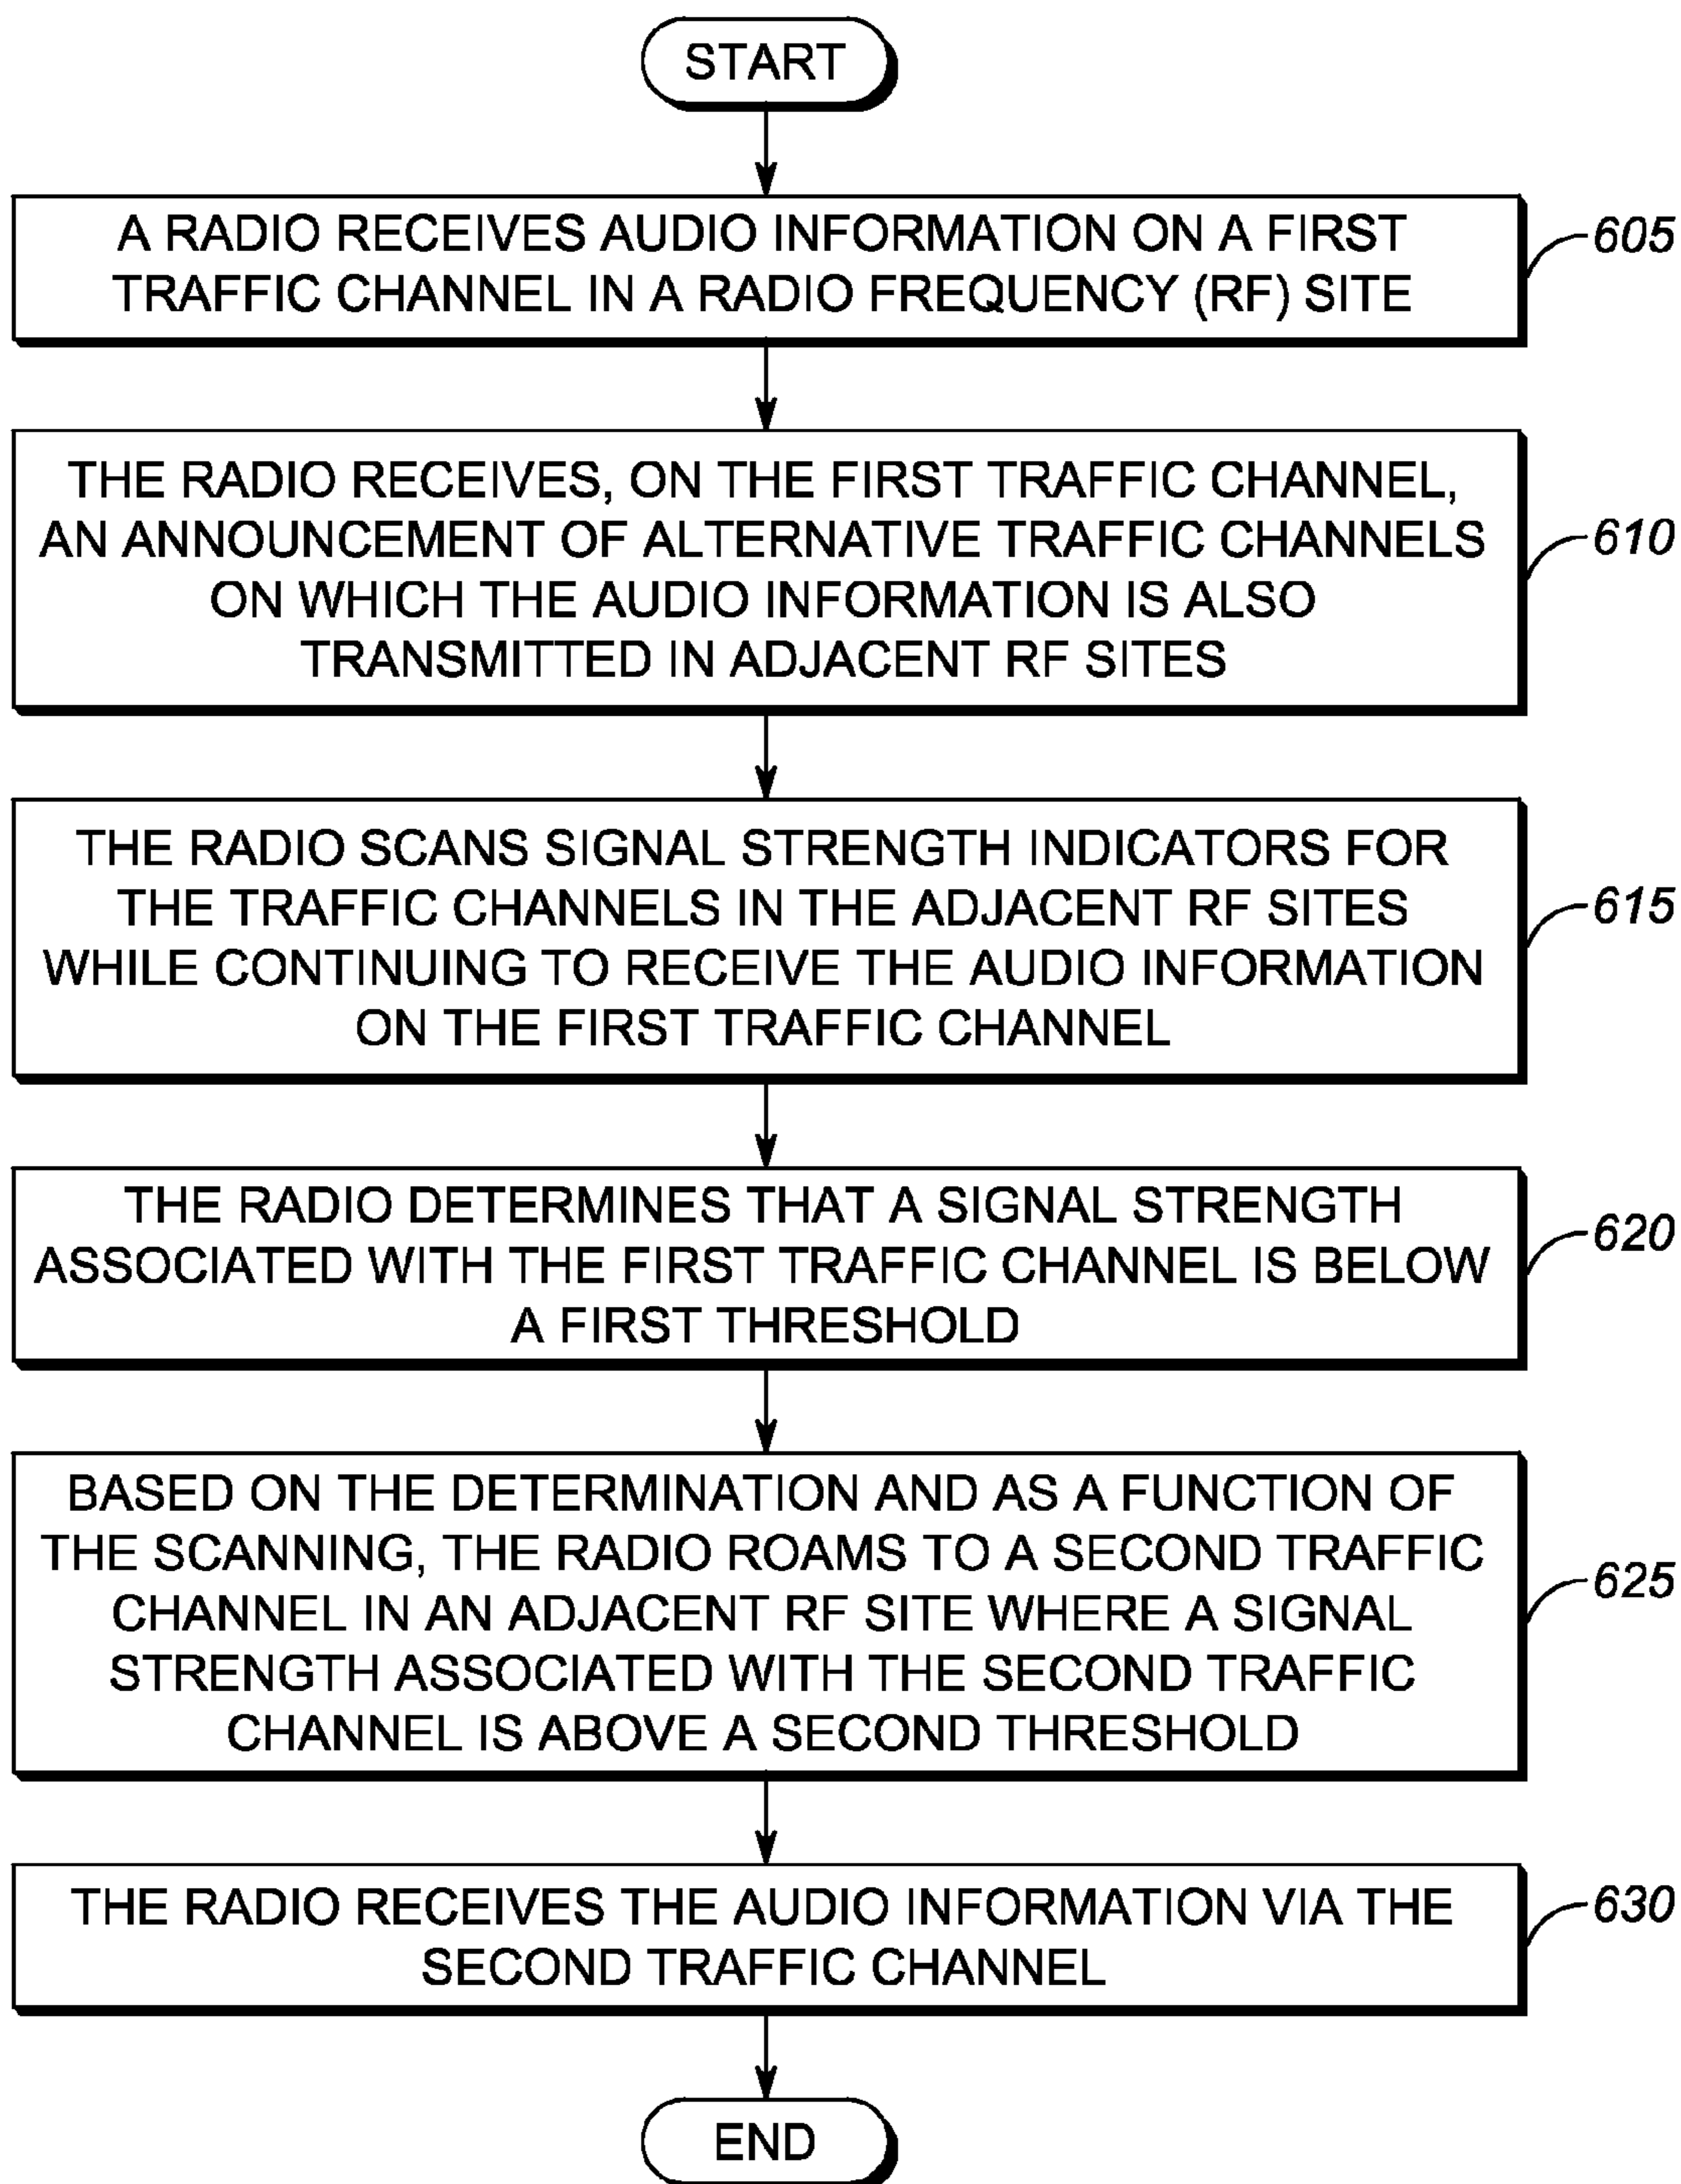 START
A RADIO RECEIVES AUDIO INFORMATION ON A FIRST
TRAFFIC CHANNEL IN A RADIO FREQUENCY (RF) SITE
605
THE RADIO RECEIVES, ON THE FIRST TRAFFIC CHANNEL,
AN ANNOUNCEMENT OF ALTERNATIVE TRAFFIC CHANNELS
ON WHICH THE AUDIO INFORMATION IS ALSO
TRANSMITTED IN ADJACENT RF SITES
610
THE RADIO SCANS SIGNAL STRENGTH INDICATORS FOR
THE TRAFFIC CHANNELS IN THE ADJACENT RF SITES
WHILE CONTINUING TO RECEIVE THE AUDIO INFORMATION
ON THE FIRST TRAFFIC CHANNEL
615
THE RADIO DETERMINES THAT A SIGNAL STRENGTH
ASSOCIATED WITH THE FIRST TRAFFIC CHANNEL IS BELOW
A FIRST THRESHOLD
620
BASED ON THE DETERMINATION AND AS A FUNCTION OF
THE SCANNING, THE RADIO ROAMS TO A SECOND TRAFFIC
CHANNEL IN AN ADJACENT RF SITE WHERE A SIGNAL
STRENGTH ASSOCIATED WITH THE SECOND TRAFFIC
CHANNEL IS ABOVE A SECOND THRESHOLD
625
THE RADIO RECEIVES THE AUDIO INFORMATION VIA THE
SECOND TRAFFIC CHANNEL
630
END